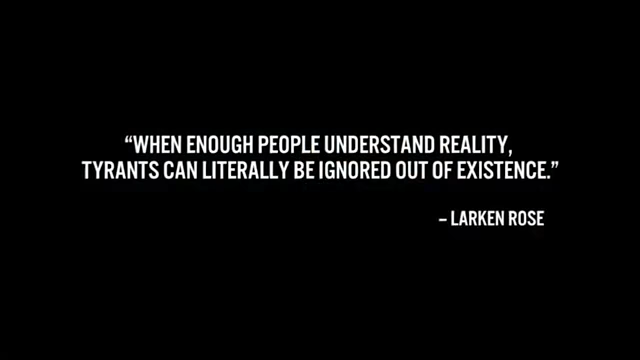 “WHEN ENOUGH PEOPLE UNDERSTAND REALITY,
TYRANTS CAN LITERALLY BE IGNORED OUT OF EXISTENCE.”
– LARKEN ROSE